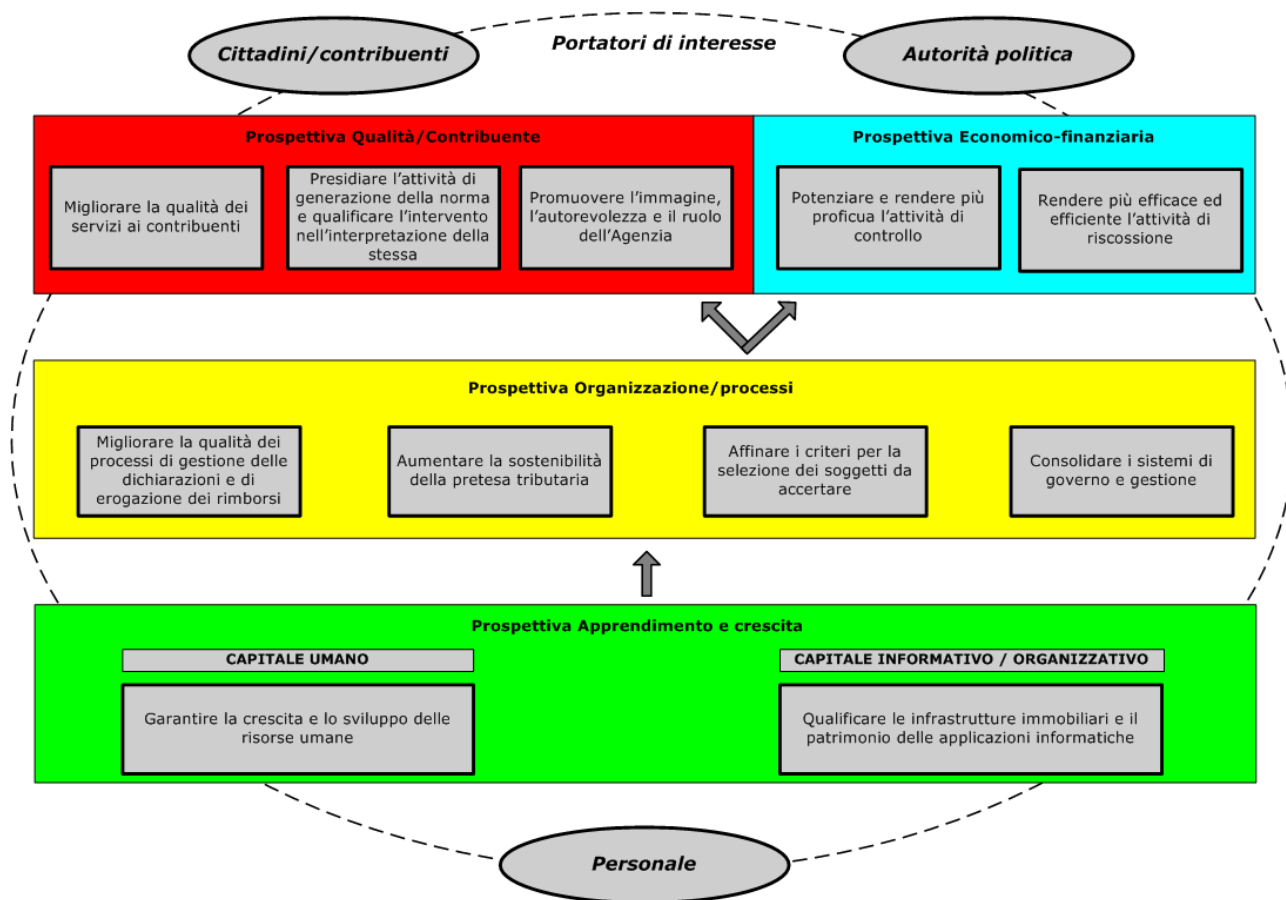 Cittadini/contribuenti
Portatori di interesse
Autorità politica
Prospettiva Qualità/Contribuente
Migliorare la qualità dei
servizi ai contribuenti
Presidiare l’attività di
generazione della norma
e qualificare l’intervento
nell’interpretazione della
stessa
Promuovere l’immagine,
l’autorevolezza e il ruolo
dell’Agenzia
Prospettiva Economico-finanziaria
Potenziare e rendere più
proficua l’attività di
controllo
Rendere più efficace ed
efficiente l’attività di
riscossione
Prospettiva Organizzazione/processi
Migliorare la qualità dei
processi di gestione delle
dichiarazioni e di
erogazione dei rimborsi
Aumentare la sostenibilità
della pretesa tributaria
Affinare i criteri per la
selezione dei soggetti da
accertare
Consolidare i sistemi di
governo e gestione
Prospettiva Apprendimento e crescita
CAPITALE UMANO
Garantire la crescita e lo sviluppo delle
risorse umane
CAPITALE INFORMATIVO / ORGANIZZATIVO
Qualificare le infrastrutture immobiliari e il
patrimonio delle applicazioni informatiche
Personale